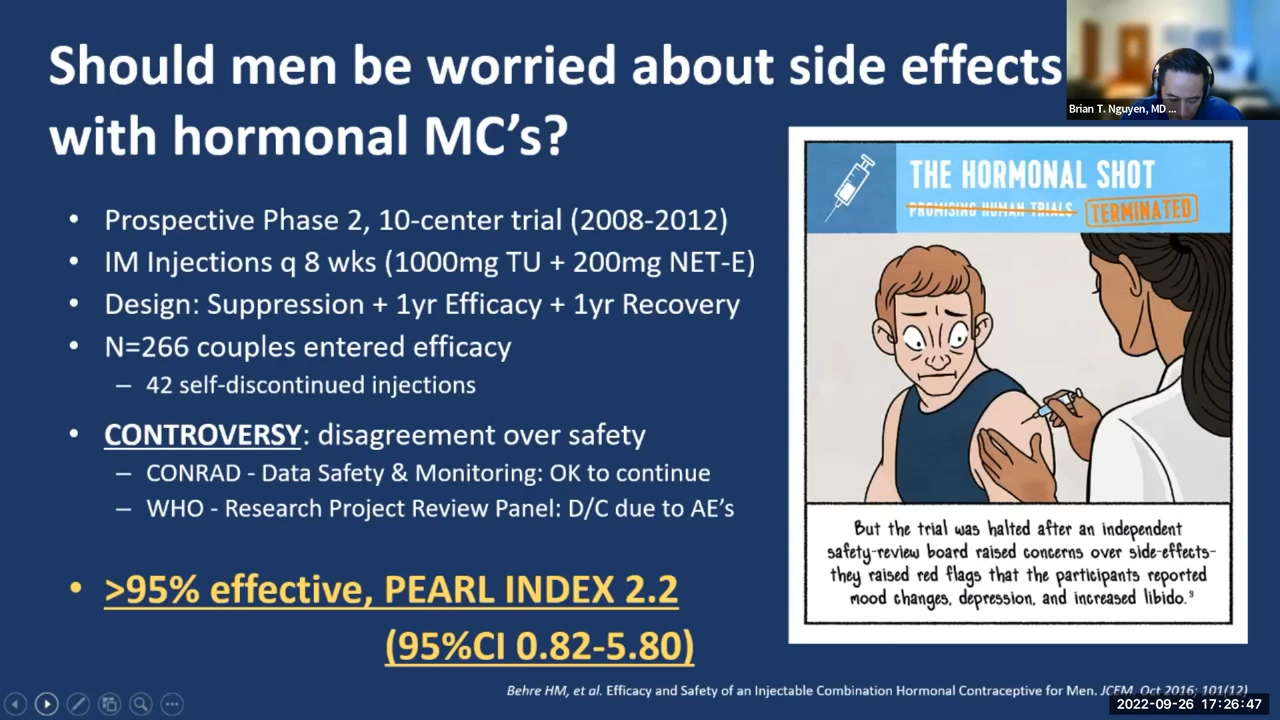 Should men be worried about side effects
with hormonal MC's?
Brian T. Nguyen, MD ...
• Prospective Phase 2, 10-center trial (2008-2012)
• IM Injections q 8 wks (1000mg TU + 200mg NET-E)
• Design: Suppression + 1yr Efficacy + 1yr Recovery
• N=266 couples entered efficacy
– 42 self-discontinued injections
• CONTROVERSY: disagreement over safety
– CONRAD - Data Safety & Monitoring: OK to continue
– WHO - Research Project Review Panel: D/C due to AE's
• >95% effective, PEARL INDEX 2.2
(95%CI 0.82-5.80)
THE HORMONAL SHOT
PROMISING HUMAN TRIALS
TERMINATED
But the trial was halted after an independent
safety-review board raised concerns over side-effects-
they raised red flags that the participants reported
mood changes, depression, and increased libido.9
Behre HM, et al. Efficacy and Safety of an Injectable Combination Hormonal Contraceptive for Men. JCEM. Oct 2016; 101(12)
2022-09-26 17:26:47